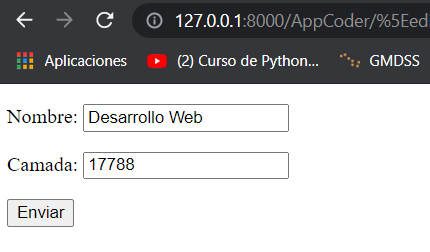 127.0.0.1:8000/AppCoder/%5Eed
Aplicaciones (2) Curso de Python... GMDSS
Nombre: Desarrollo Web
Camada: 17788
Enviar